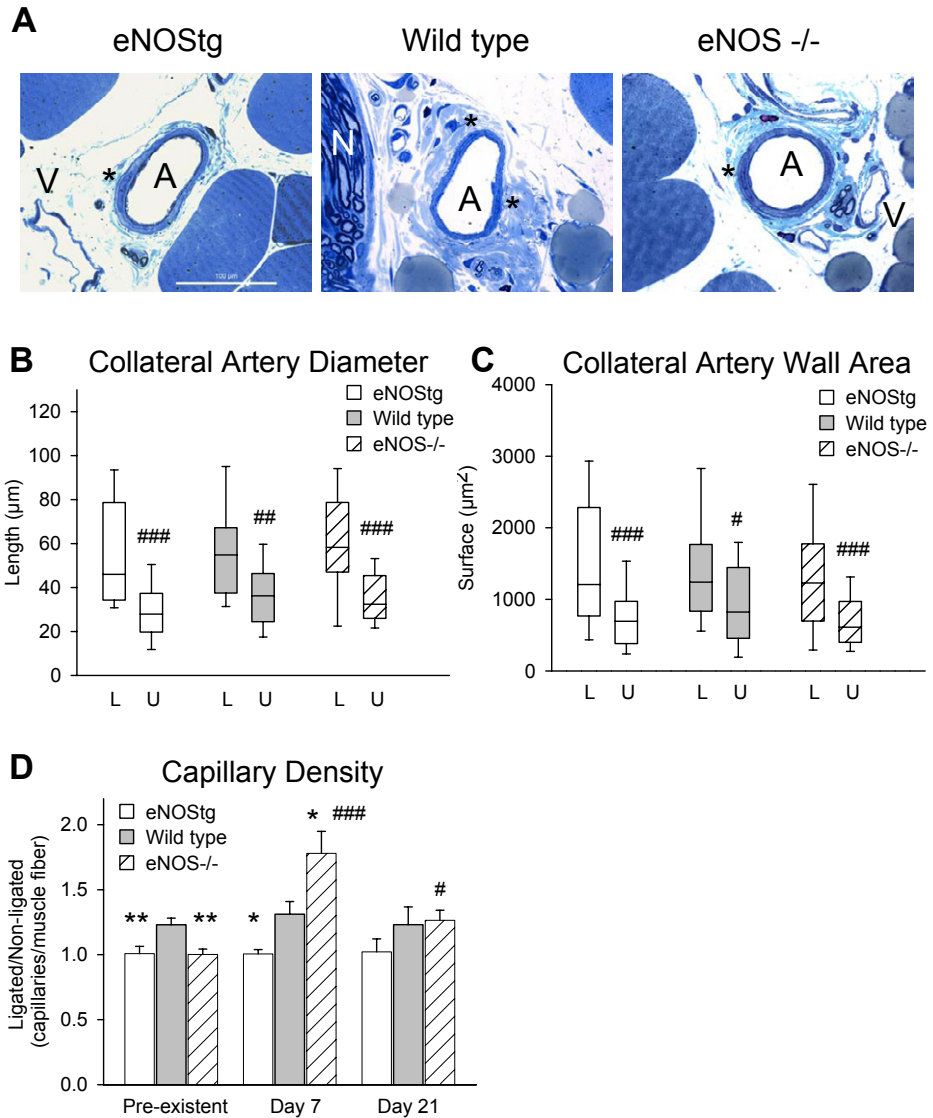 A
eNOStg Wild type eNOS -/-
V * A
100 µm
N * A *
* A V
B Collateral Artery Diameter
eNOStg
Wild type
eNOS-/-
Length (µm)
120
100
80
60
40
20
0
### ## ###
L U L U L U
C Collateral Artery Wall Area
eNOStg
Wild type
eNOS-/-
Surface (µm²)
4000
3000
2000
1000
0
### # ###
L U L U L U
D Capillary Density
eNOStg
Wild type
eNOS-/-
Ligated/Non-ligated
(capillaries/muscle fiber)
2.0
1.5
1.0
0.5
0.0
** ** * * ### #
Pre-existent Day 7 Day 21